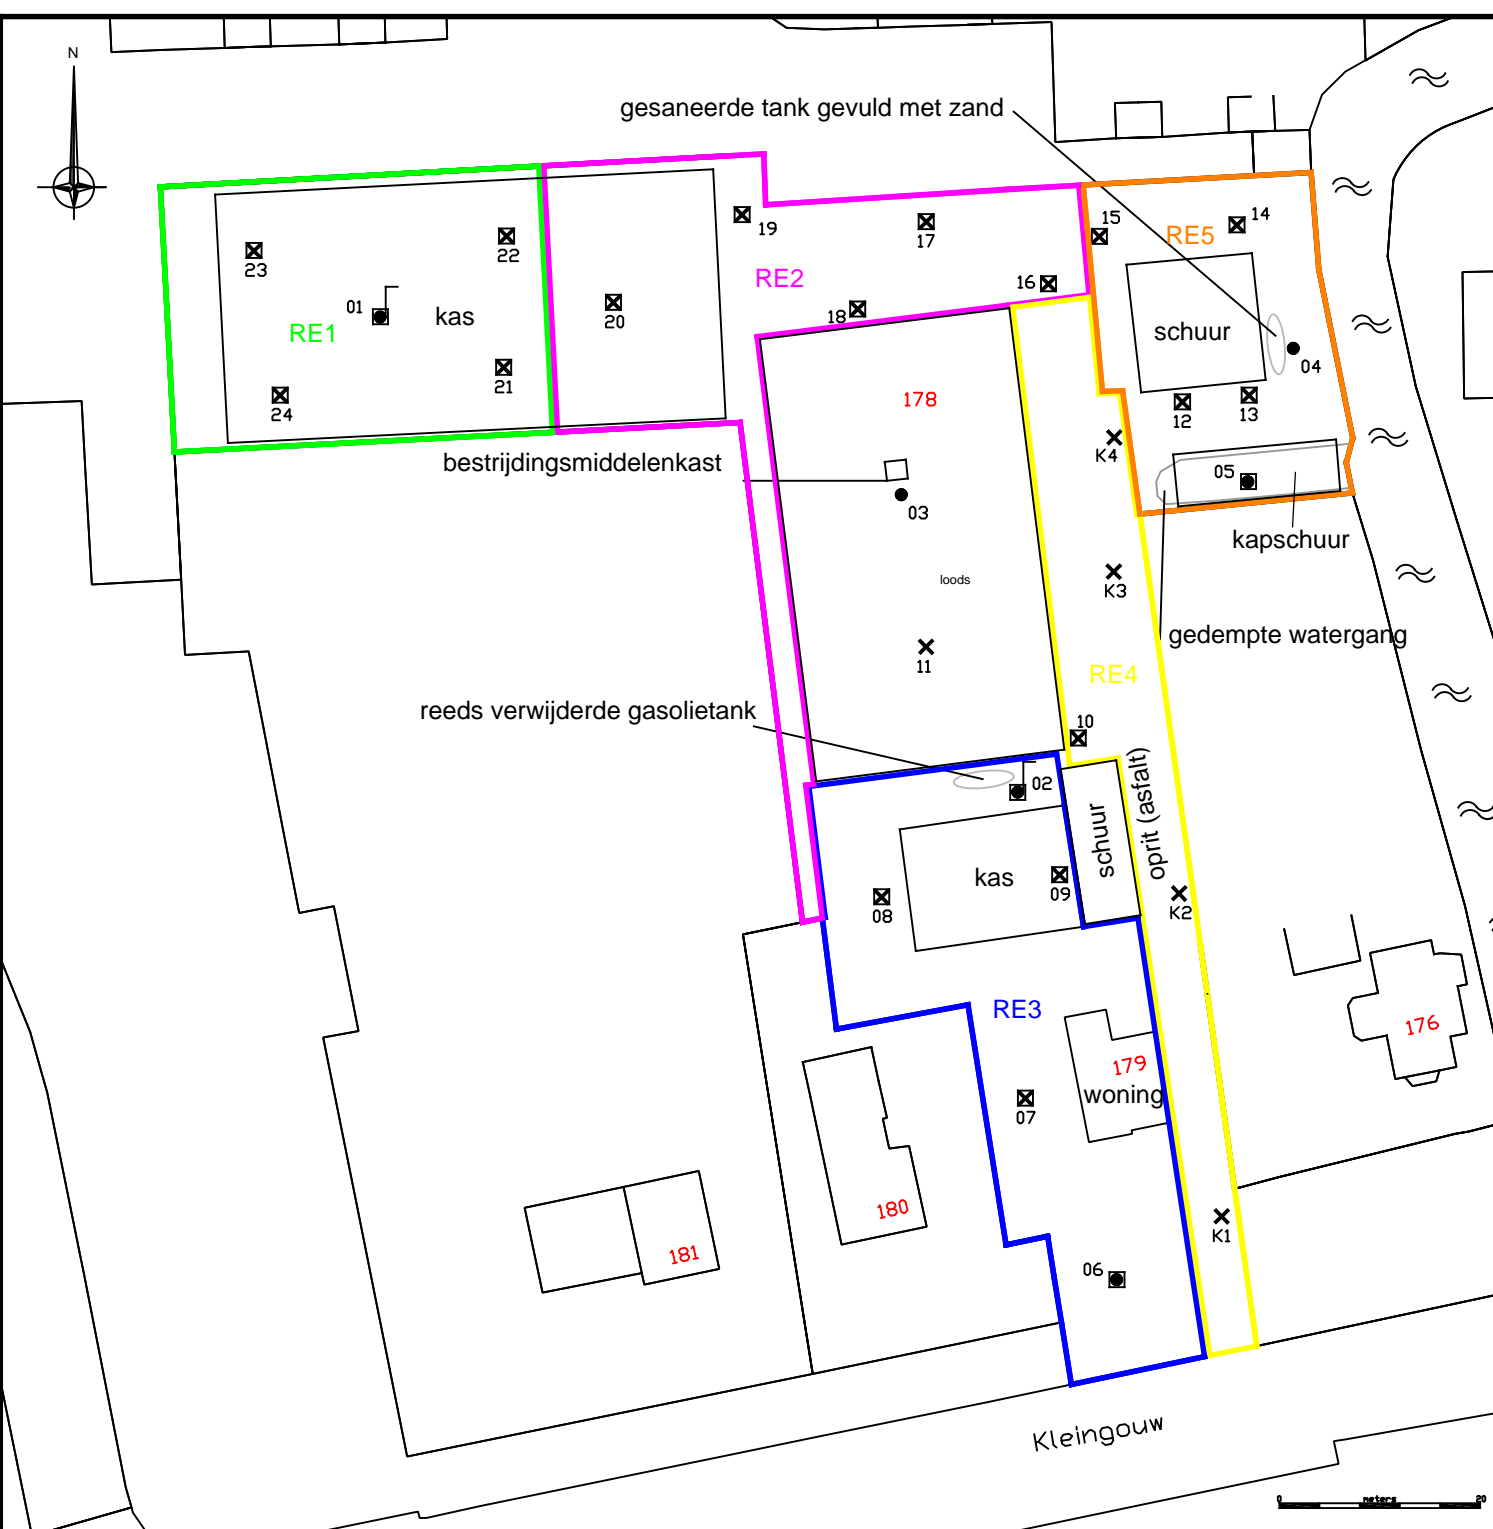 N
gesaneerde tank gevuld met zand
15
14
RE5
19
17
22
23
RE2
16
20
01
kas
18
RE1
schuur
04
21
24
178
12
13
K4
bestrijdingsmiddelenkast
05
03
kapschuur
loods
K3
gedempte watergang
11
RE4
reeds verwijderde gasolietank
10
02
oprit (asfalt)
schuur
kas
09
08
K2
RE3
176
179
woning
07
180
K1
181
06
Kleingouw
0 meters 20